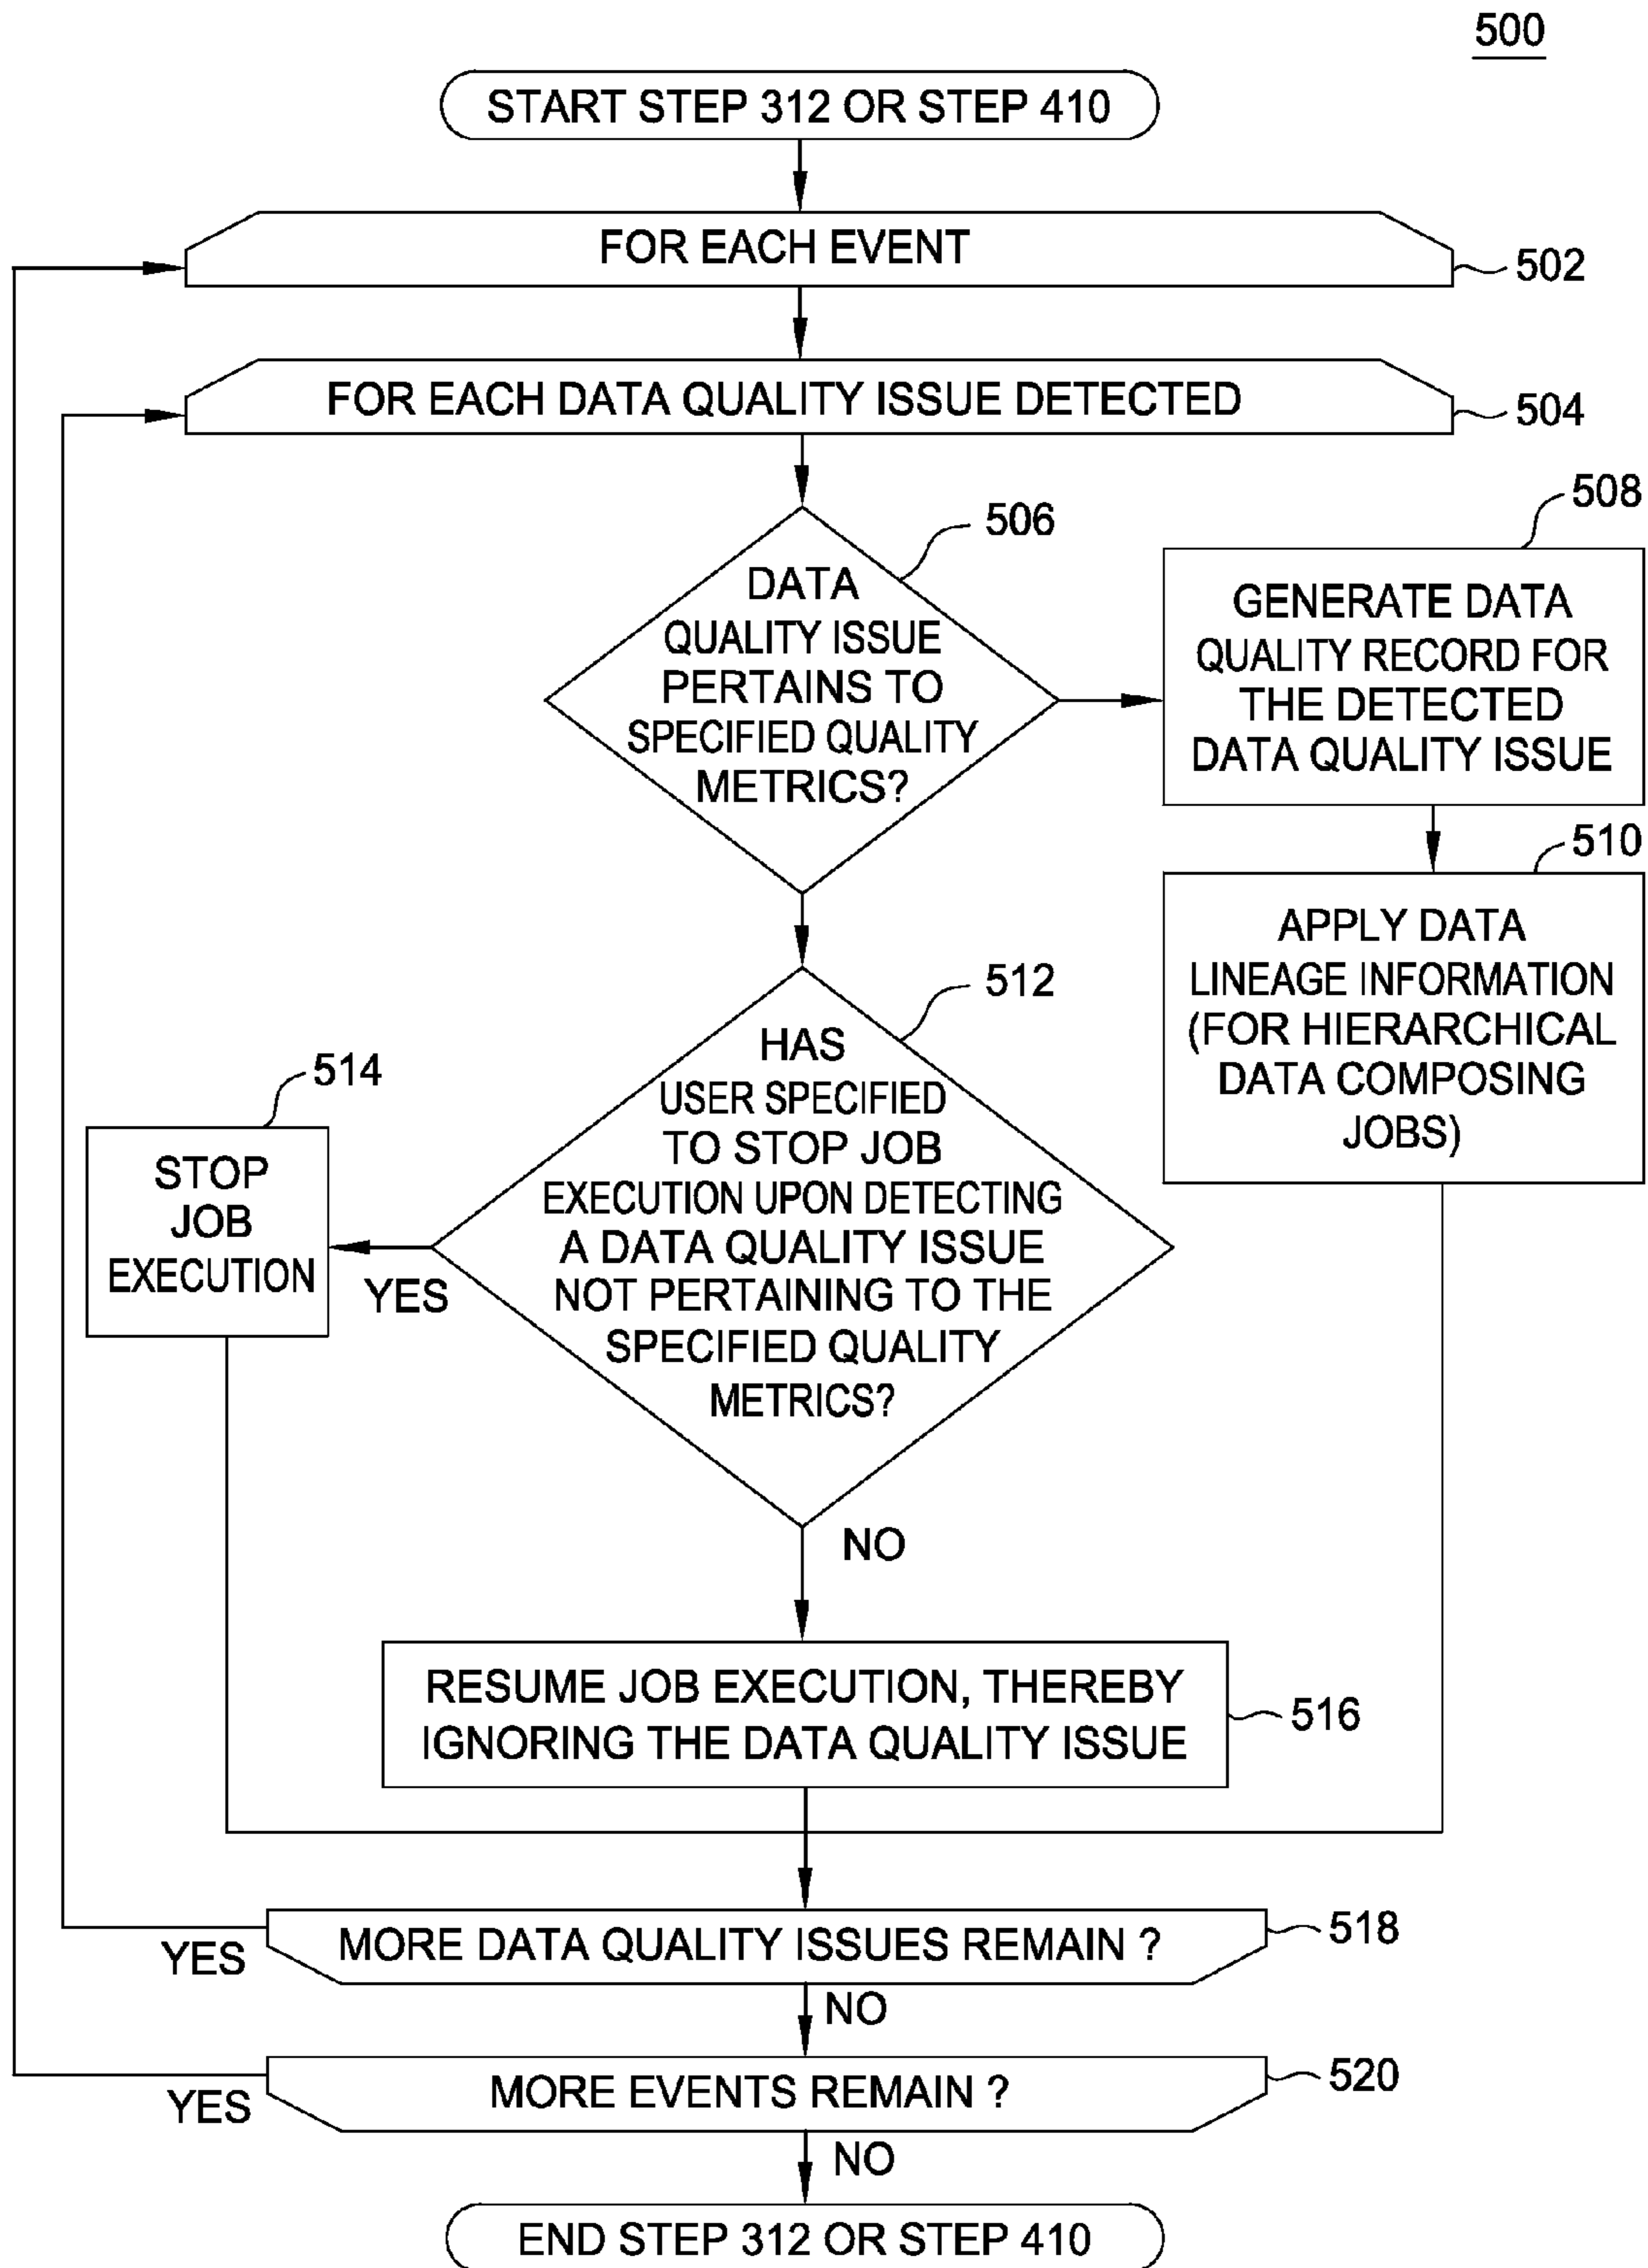 500
START STEP 312 OR STEP 410
FOR EACH EVENT
502
FOR EACH DATA QUALITY ISSUE DETECTED
504
506
DATA
QUALITY ISSUE
PERTAINS TO
SPECIFIED QUALITY
METRICS?
508
GENERATE DATA
QUALITY RECORD FOR
THE DETECTED
DATA QUALITY ISSUE
510
APPLY DATA
LINEAGE INFORMATION
(FOR HIERARCHICAL
DATA COMPOSING
JOBS)
512
HAS
USER SPECIFIED
TO STOP JOB
EXECUTION UPON DETECTING
A DATA QUALITY ISSUE
NOT PERTAINING TO THE
SPECIFIED QUALITY
METRICS?
514
STOP
JOB
EXECUTION
YES
NO
RESUME JOB EXECUTION, THEREBY
IGNORING THE DATA QUALITY ISSUE
516
MORE DATA QUALITY ISSUES REMAIN ?
518
YES
NO
MORE EVENTS REMAIN ?
520
YES
NO
END STEP 312 OR STEP 410